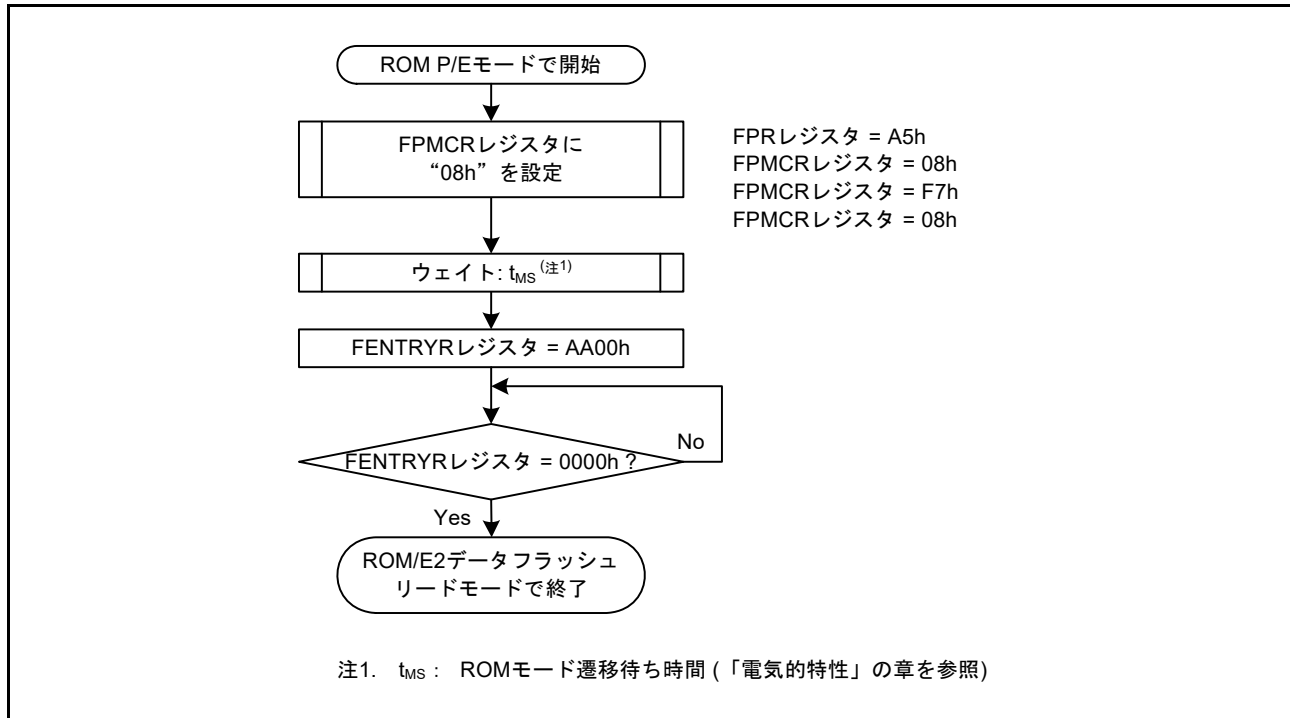 ROM P/Eモードで開始
FPMCRレジスタに
“08h”を設定
FPRレジスタ = A5h
FPMCRレジスタ = 08h
FPMCRレジスタ = F7h
FPMCRレジスタ = 08h
ウェイト: tMS(注1)
FENTRYRレジスタ = AA00h
No
FENTRYRレジスタ = 0000h ?
Yes
ROM/E2データフラッシュ
リードモードで終了
注1. tMS : ROMモード遷移待ち時間 (「電気的特性」の章を参照)